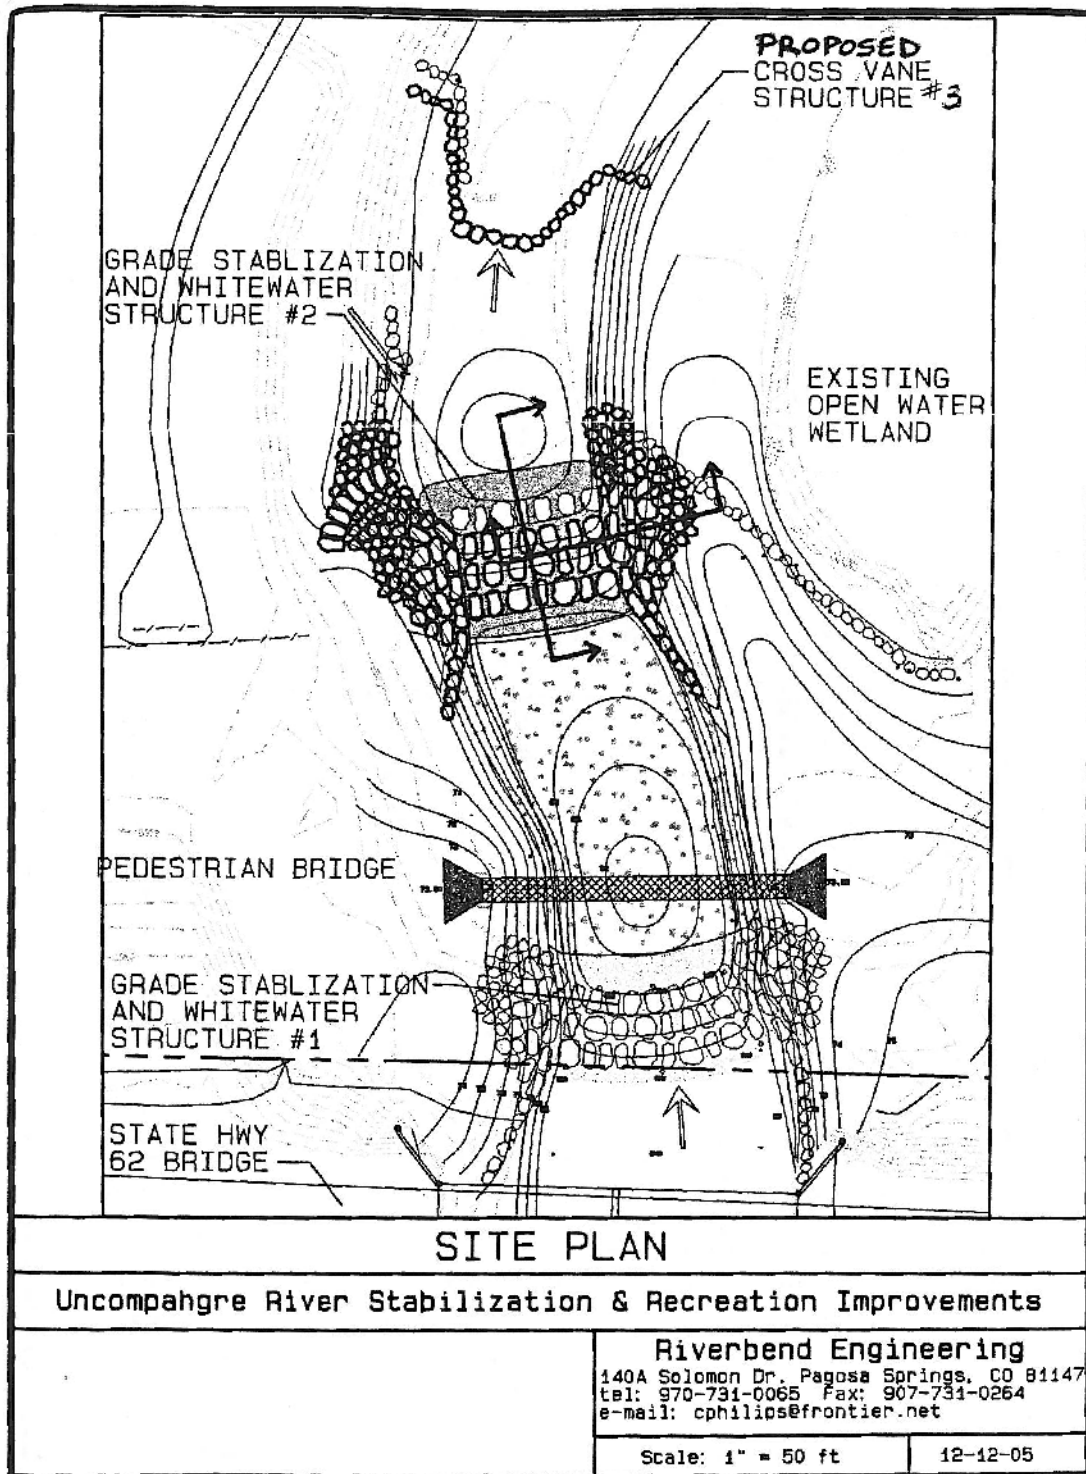 PROPOSED
CROSS VANE
STRUCTURE #3
GRADE STABLIZATION
AND WHITEWATER
STRUCTURE #2
EXISTING
OPEN WATER
WETLAND
PEDESTRIAN BRIDGE
GRADE STABLIZATION
AND WHITEWATER
STRUCTURE #1
STATE HWY
62 BRIDGE
SITE PLAN
Uncompahgre River Stabilization & Recreation Improvements
Riverbend Engineering
140A Solomon Dr. Pagosa Springs, CO 81147
tel: 970-731-0065 Fax: 907-731-0264
e-mail: cphilips@frontier.net
Scale: 1" = 50 ft
12-12-05